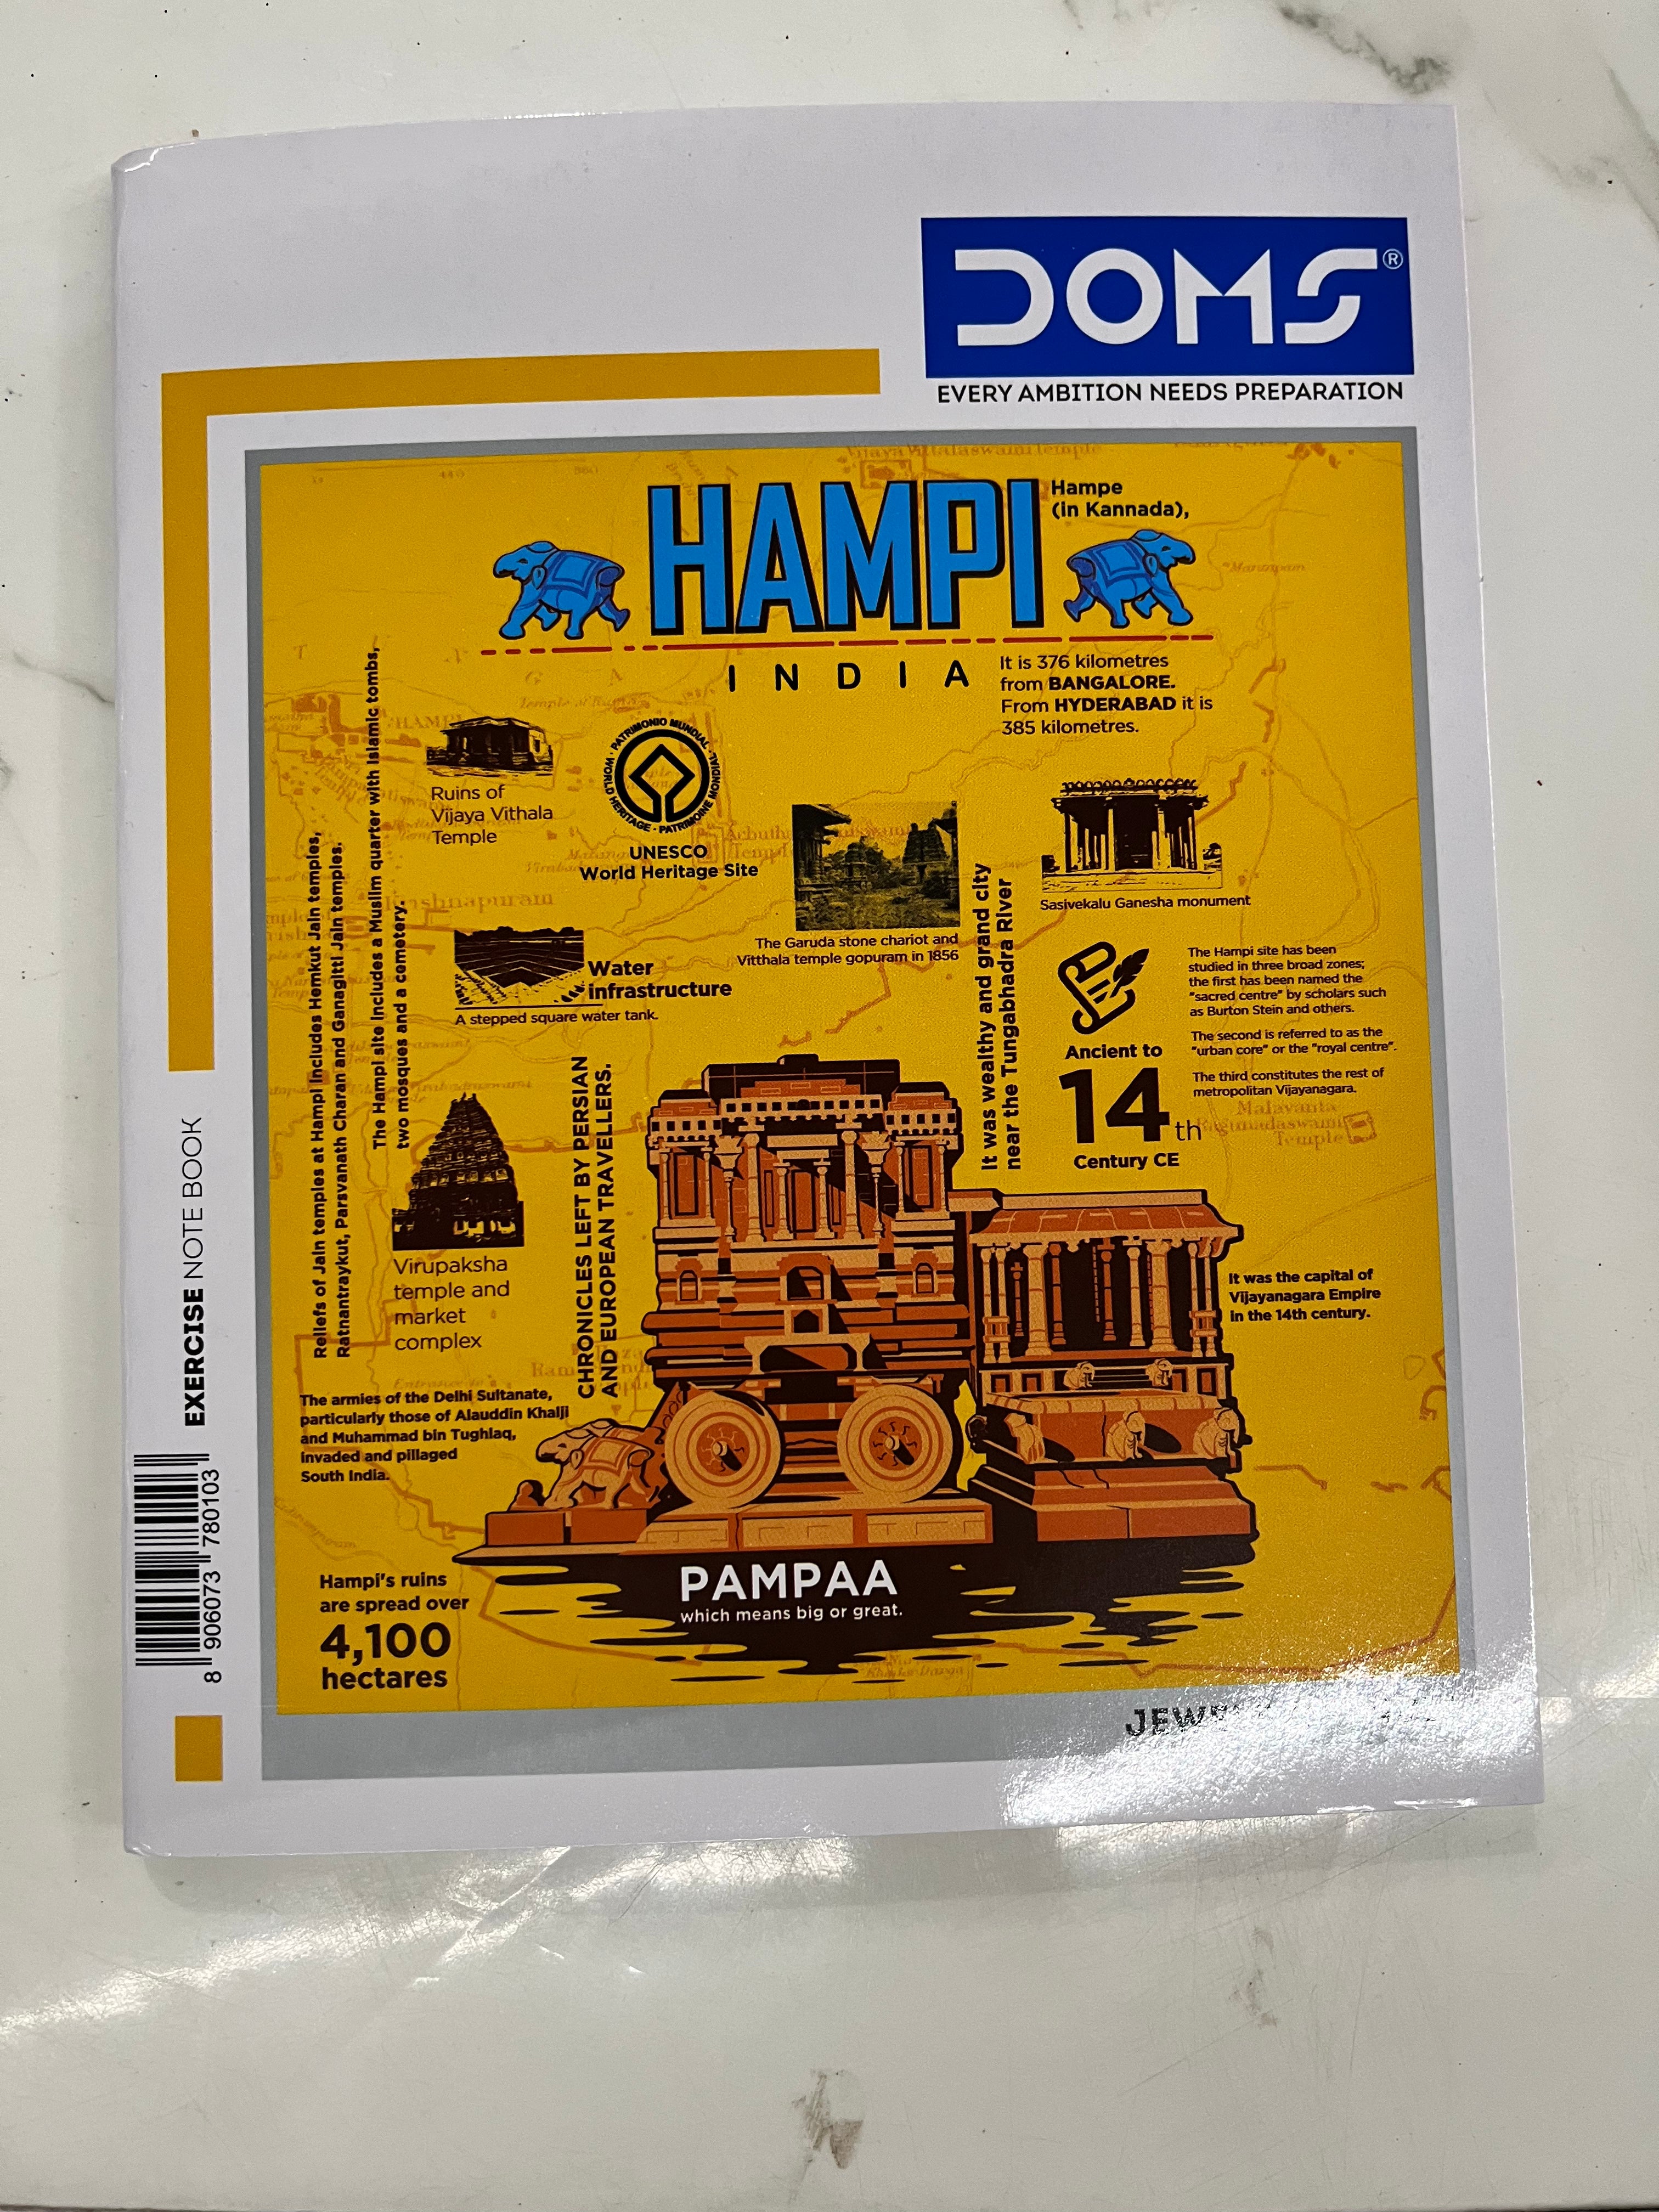 DOMS®
EVERY AMBITION NEEDS PREPARATION
HAMPI
Hampe
(in Kannada),
INDIA
It is 376 kilometres
from BANGALORE.
From HYDERABAD it is
385 kilometres.
Ruins of
Vijaya Vithala
Temple
PATRIMONIO MUNDIAL · WORLD HERITAGE · PATRIMOINE MONDIAL
UNESCO
World Heritage Site
The Garuda stone chariot and
Vitthala temple gopuram in 1856
Sasivekalu Ganesha monument
Water
infrastructure
A stepped square water tank.
Reliefs of Jain temples at Hampi includes Hemkut Jain temples,
Ratnantraykut, Parsvanath Charan and Ganagitti Jain temples.
The Hampi site includes a Muslim quarter with Islamic tombs,
two mosques and a cemetery.
It was wealthy and grand city
near the Tungabhadra River
Ancient to
14th
Century CE
The Hampi site has been
studied in three broad zones;
the first has been named the
"sacred centre" by scholars such
as Burton Stein and others.
The second is referred to as the
"urban core" or the "royal centre".
The third constitutes the rest of
metropolitan Vijayanagara.
Virupaksha
temple and
market
complex
CHRONICLES LEFT BY PERSIAN
AND EUROPEAN TRAVELLERS.
It was the capital of
Vijayanagara Empire
in the 14th century.
The armies of the Delhi Sultanate,
particularly those of Alauddin Khalji
and Muhammad bin Tughlaq,
invaded and pillaged
South India.
Hampi's ruins
are spread over
4,100
hectares
PAMPAA
which means big or great.
EXERCISE NOTE BOOK
8 906073 780103